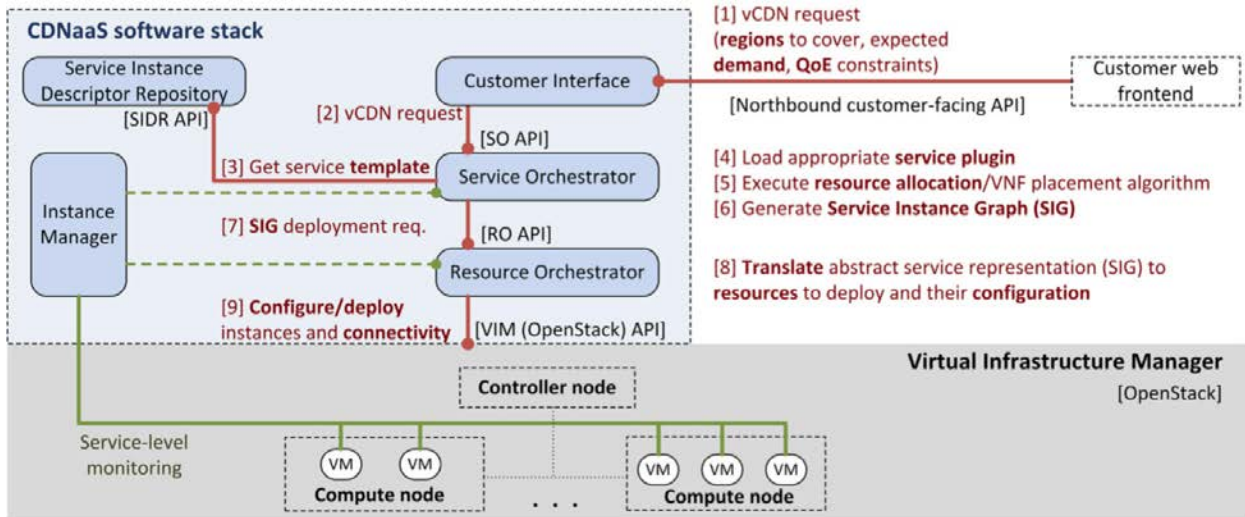 CDNaaS software stack
Service Instance
Descriptor Repository
[SIDR API]
Customer Interface
[1] vCDN request
(regions to cover, expected
demand, QoE constraints)
[Northbound customer-facing API]
Customer web
frontend
[2] vCDN request
[SO API]
[3] Get service template
Service Orchestrator
[4] Load appropriate service plugin
[5] Execute resource allocation/VNF placement algorithm
[6] Generate Service Instance Graph (SIG)
Instance
Manager
[7] SIG deployment req.
[RO API]
Resource Orchestrator
[8] Translate abstract service representation (SIG) to
resources to deploy and their configuration
[9] Configure/deploy
instances and connectivity
[VIM (OpenStack) API]
Virtual Infrastructure Manager
[OpenStack]
Controller node
Service-level
monitoring
VM
VM
Compute node
. . .
VM
VM
VM
Compute node